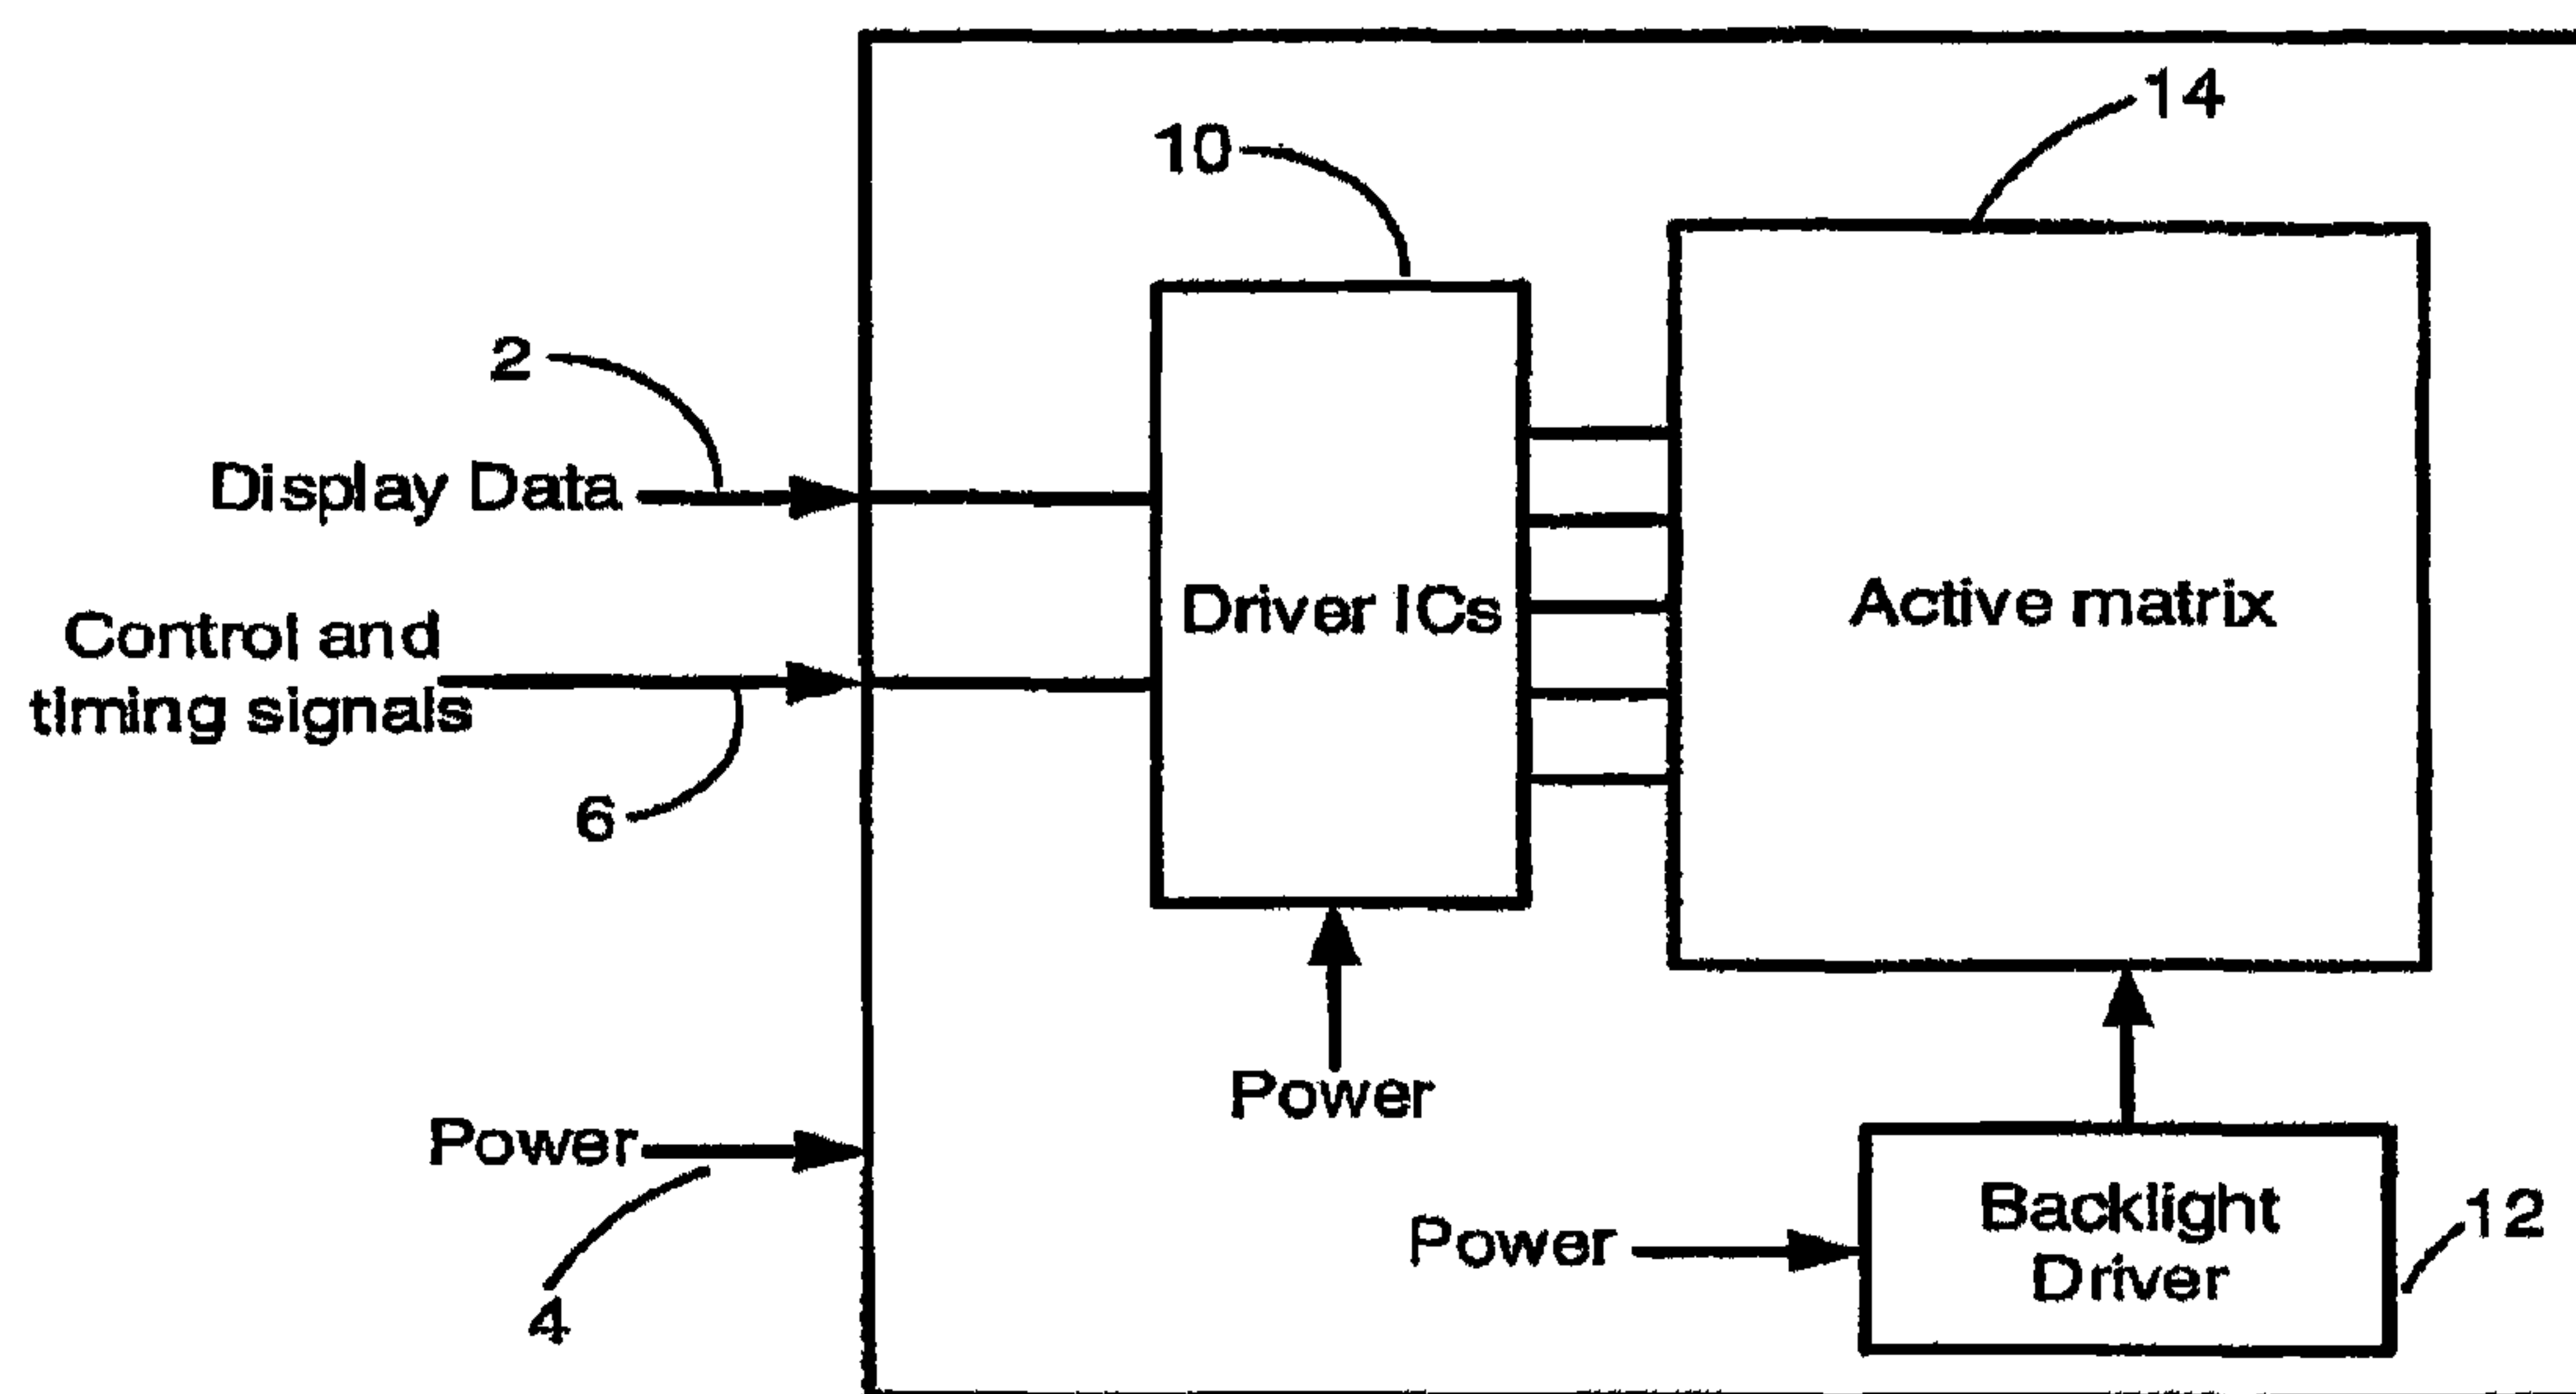 14
10
2
Display Data
Control and
timing signals
6
Driver ICs
Active matrix
Power
Power
4
Power
Backlight
Driver
12